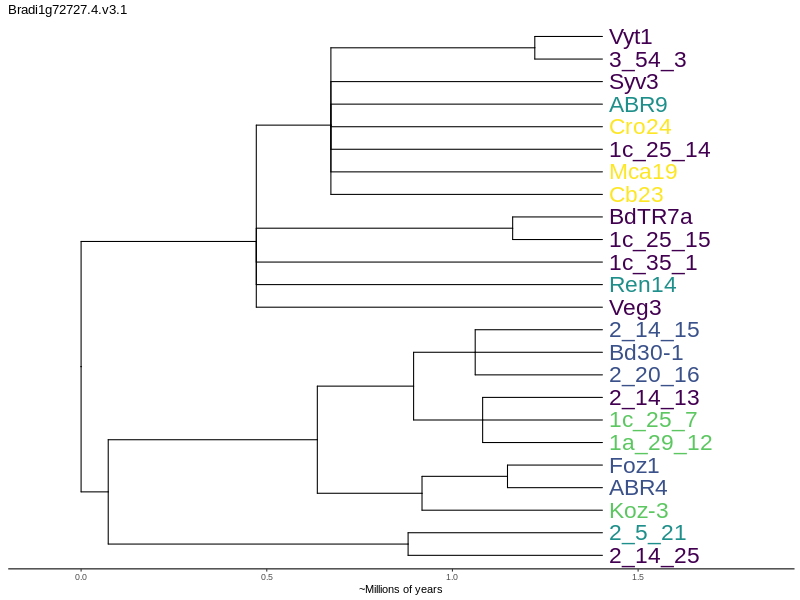 Bradi1g72727.4.v3.1
Vyt1
3_54_3
Syv3
ABR9
Cro24
1c_25_14
Mca19
Cb23
BdTR7a
1c_25_15
1c_35_1
Ren14
Veg3
2_14_15
Bd30-1
2_20_16
2_14_13
1c_25_7
1a_29_12
Foz1
ABR4
Koz-3
2_5_21
2_14_25
0.0 0.5 1.0 1.5
~Millions of years